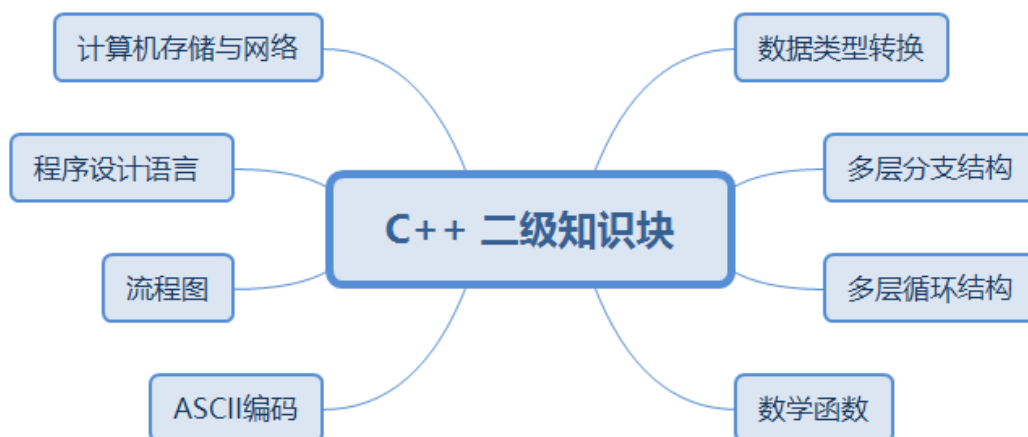 计算机存储与网络
数据类型转换
程序设计语言
多层分支结构
C++ 二级知识块
流程图
多层循环结构
ASCII编码
数学函数